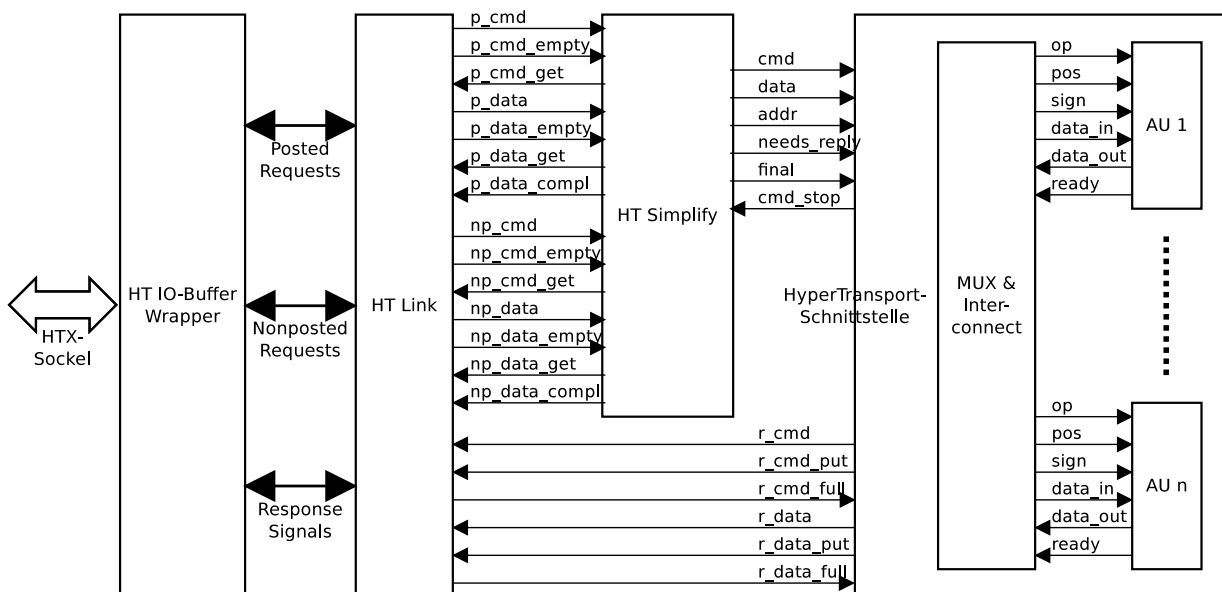 HTX-
Sockel
HT IO-Buffer
Wrapper
Posted
Requests
Nonposted
Requests
Response
Signals
HT Link
p_cmd
p_cmd_empty
p_cmd_get
p_data
p_data_empty
p_data_get
p_data_compl
np_cmd
np_cmd_empty
np_cmd_get
np_data
np_data_empty
np_data_get
np_data_compl
HT Simplify
cmd
data
addr
needs_reply
final
cmd_stop
r_cmd
r_cmd_put
r_cmd_full
r_data
r_data_put
r_data_full
HyperTransport-
Schnittstelle
MUX &
Inter-
connect
op
pos
sign
data_in
data_out
ready
AU 1
op
pos
sign
data_in
data_out
ready
AU n